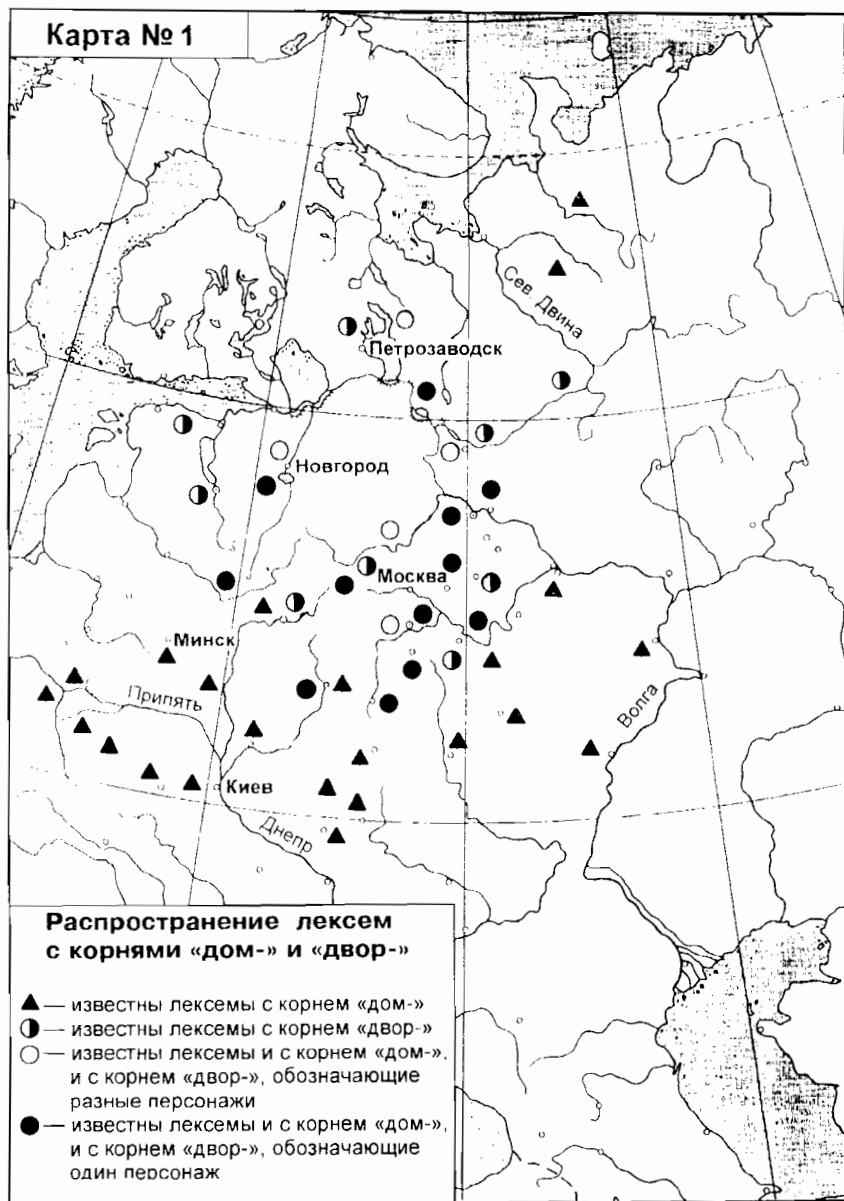 Карта № 1
Сев. Двина
Петрозаводск
Новгород
Москва
Минск
Припять
Волга
Киев
Днепр
Распространение лексем
с корнями «дом-» и «двор-»
— известны лексемы с корнем «дом-»
— известны лексемы с корнем «двор-»
— известны лексемы и с корнем «дом-»,
и с корнем «двор-», обозначающие
разные персонажи
— известны лексемы и с корнем «дом-»,
и с корнем «двор-», обозначающие
один персонаж